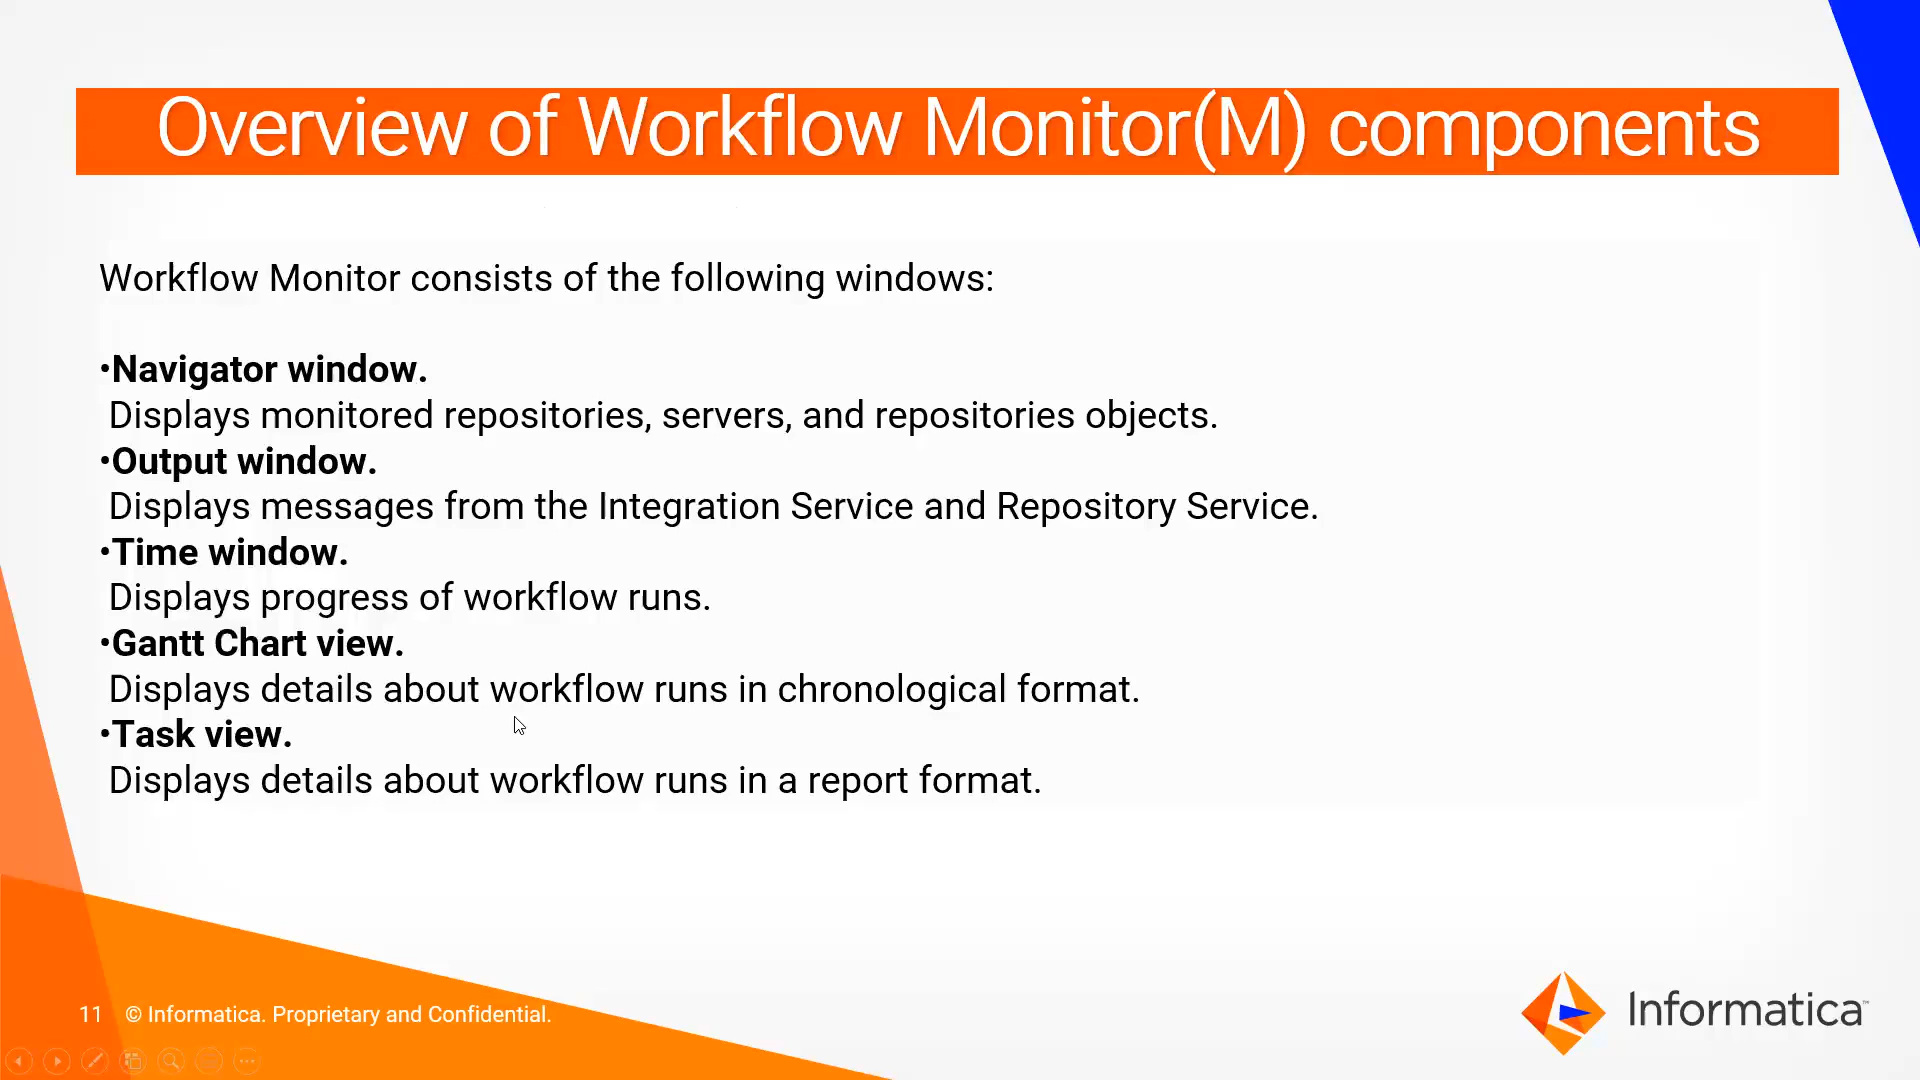 Overview of Workflow Monitor(M) components
Workflow Monitor consists of the following windows:
•Navigator window.
Displays monitored repositories, servers, and repositories objects.
•Output window.
Displays messages from the Integration Service and Repository Service.
•Time window.
Displays progress of workflow runs.
•Gantt Chart view.
Displays details about workflow runs in chronological format.
•Task view.
Displays details about workflow runs in a report format.
11 © Informatica. Proprietary and Confidential.
Informatica™